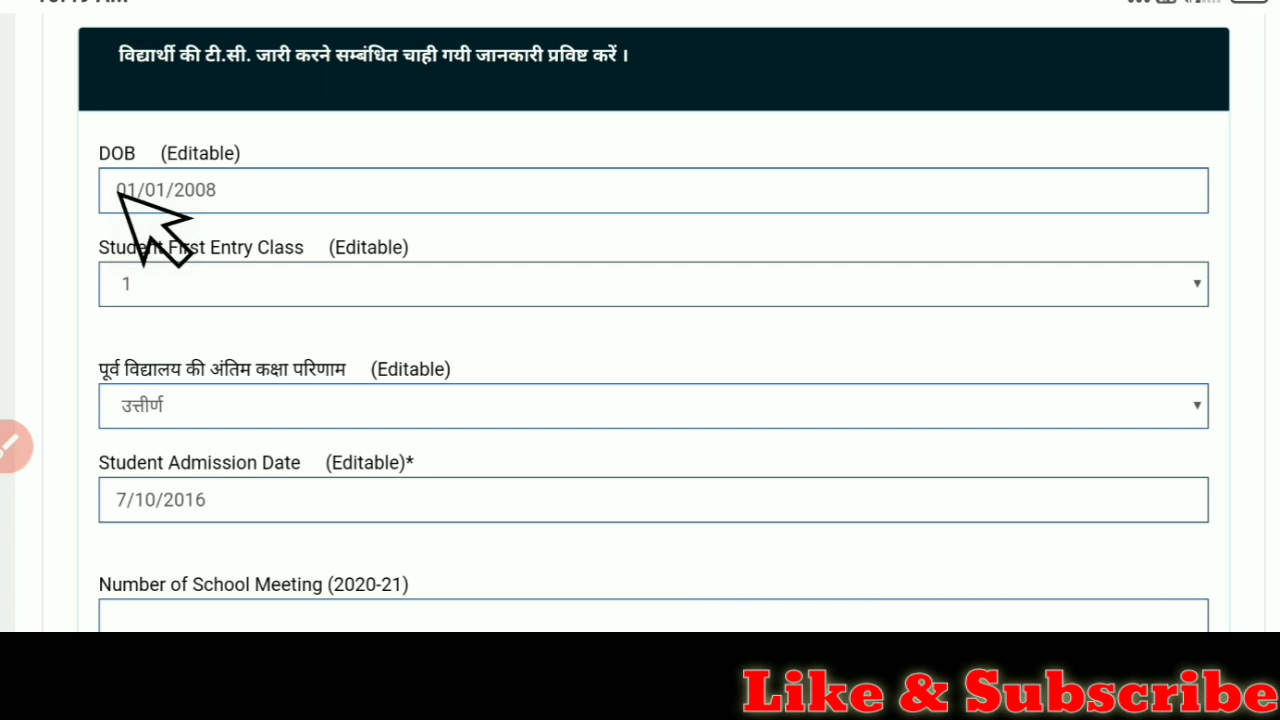 विद्यार्थी की टी.सी. जारी करने सम्बंधित चाही गयी जानकारी प्रविष्ट करें ।
DOB (Editable)
01/01/2008
Student First Entry Class (Editable)
1
पूर्व विद्यालय की अंतिम कक्षा परिणाम (Editable)
उत्तीर्ण
Student Admission Date (Editable)*
7/10/2016
Number of School Meeting (2020-21)
Like & Subscribe